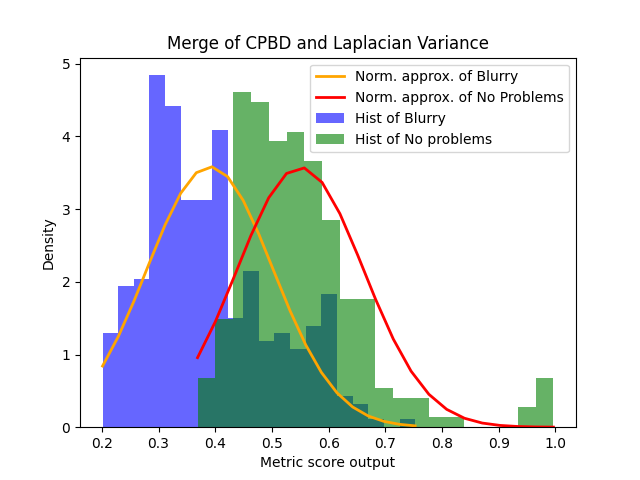 Merge of CPBD and Laplacian Variance
Norm. approx. of Blurry
Norm. approx. of No Problems
Hist of Blurry
Hist of No problems
Density
5
4
3
2
1
0
0.2 0.3 0.4 0.5 0.6 0.7 0.8 0.9 1.0
Metric score output